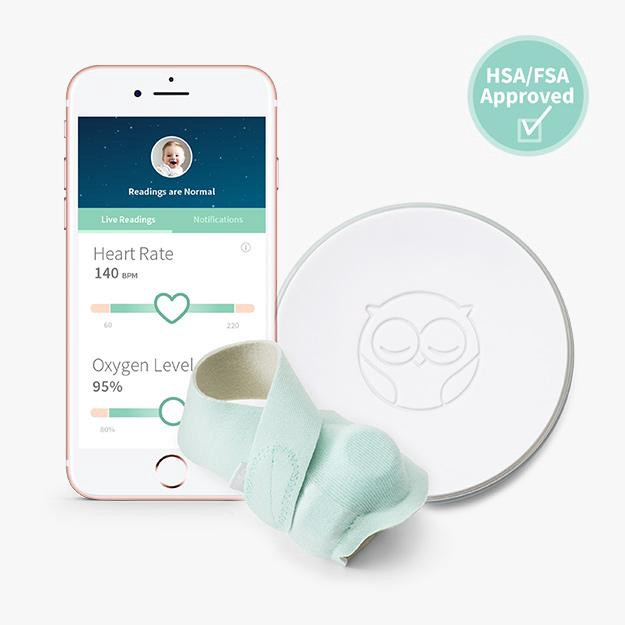 HSA/FSA
Approved
Readings are Normal
Live Readings
Notifications
Heart Rate
140 BPM
60
220
Oxygen Level
95%
80%